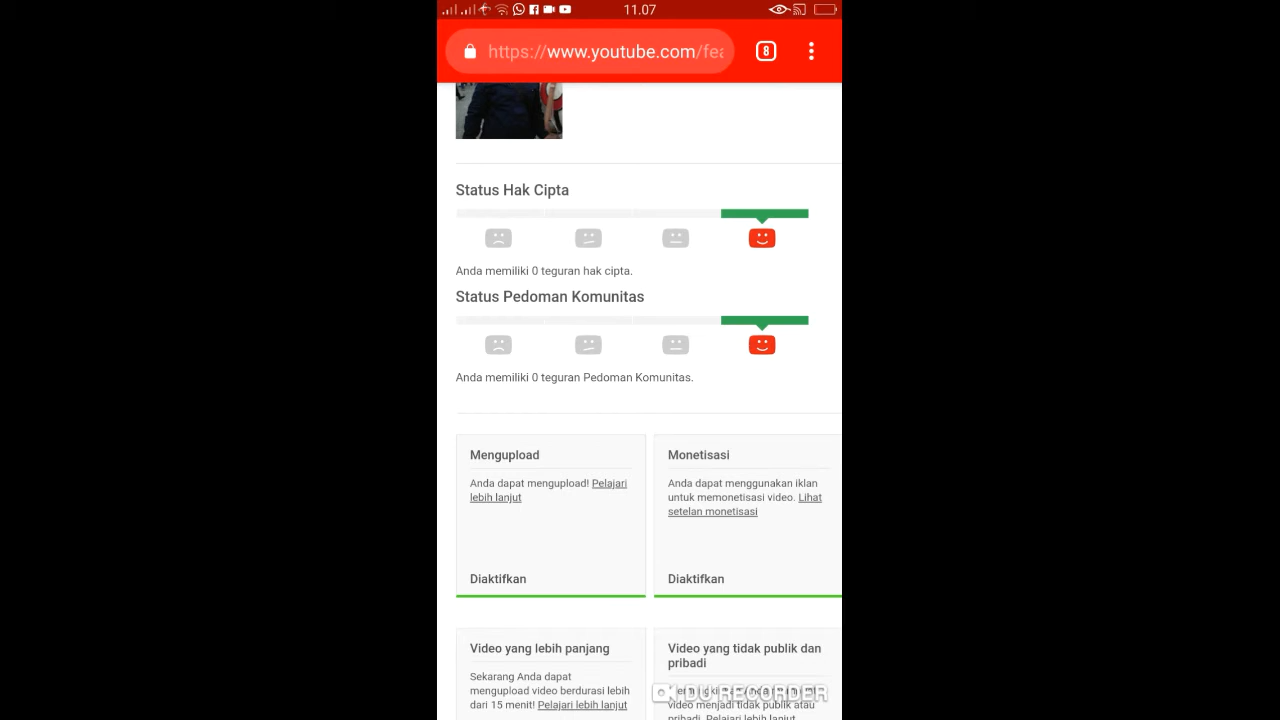 11.07
https://www.youtube.com/fea
8
Status Hak Cipta
Anda memiliki 0 teguran hak cipta.
Status Pedoman Komunitas
Anda memiliki 0 teguran Pedoman Komunitas.
Mengupload
Anda dapat mengupload! Pelajari
lebih lanjut
Diaktifkan
Monetisasi
Anda dapat menggunakan iklan
untuk memonetisasi video. Lihat
setelan monetisasi
Diaktifkan
Video yang lebih panjang
Sekarang Anda dapat
mengupload video berdurasi lebih
dari 15 menit! Pelajari lebih lanjut
Video yang tidak publik dan
pribadi
video menjadi tidak publik atau
pribadi. Pelajari lebih lanjut
DU RECORDER